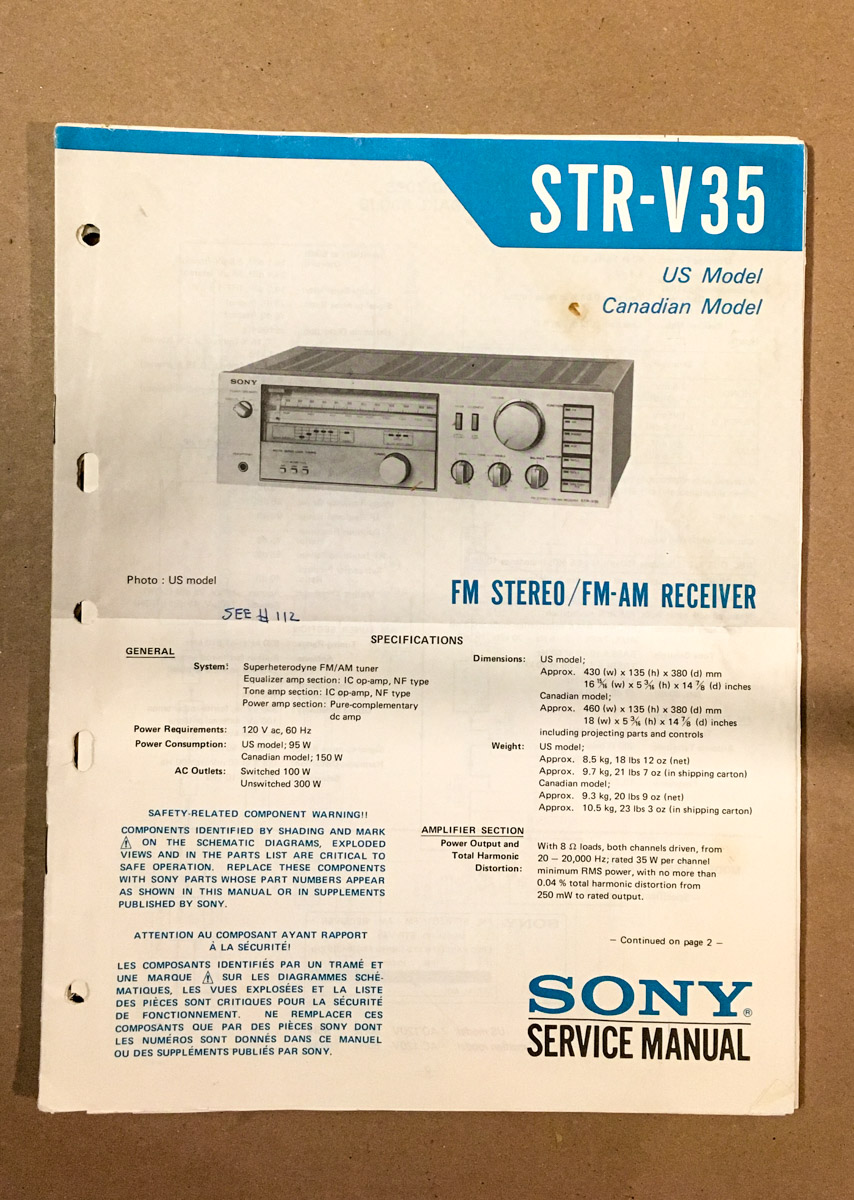 STR-V35
US Model
Canadian Model
SONY
Photo : US model
FM STEREO/FM-AM RECEIVER
SEE # 112
SPECIFICATIONS
GENERAL
System: Superheterodyne FM/AM tuner
Equalizer amp section: IC op-amp, NF type
Tone amp section: IC op-amp, NF type
Power amp section: Pure-complementary
dc amp
Power Requirements: 120 V ac, 60 Hz
Power Consumption: US model; 95 W
Canadian model; 150 W
AC Outlets: Switched 100 W
Unswitched 300 W
SAFETY-RELATED COMPONENT WARNING!!
COMPONENTS IDENTIFIED BY SHADING AND MARK
⚠ ON THE SCHEMATIC DIAGRAMS, EXPLODED
VIEWS AND IN THE PARTS LIST ARE CRITICAL TO
SAFE OPERATION. REPLACE THESE COMPONENTS
WITH SONY PARTS WHOSE PART NUMBERS APPEAR
AS SHOWN IN THIS MANUAL OR IN SUPPLEMENTS
PUBLISHED BY SONY.
ATTENTION AU COMPOSANT AYANT RAPPORT
À LA SÉCURITÉ!
LES COMPOSANTS IDENTIFIÉS PAR UN TRAMÉ ET
UNE MARQUE ⚠ SUR LES DIAGRAMMES SCHÉ-
MATIQUES, LES VUES EXPLOSÉES ET LA LISTE
DES PIÈCES SONT CRITIQUES POUR LA SÉCURITÉ
DE FONCTIONNEMENT. NE REMPLACER CES
COMPOSANTS QUE PAR DES PIÈCES SONY DONT
LES NUMÉROS SONT DONNÉS DANS CE MANUEL
OU DES SUPPLÉMENTS PUBLIÉS PAR SONY.
Dimensions: US model;
Approx. 430 (w) x 135 (h) x 380 (d) mm
16 15/16 (w) x 5 3/8 (h) x 14 7/8 (d) inches
Canadian model;
Approx. 460 (w) x 135 (h) x 380 (d) mm
18 (w) x 5 3/8 (h) x 14 7/8 (d) inches
including projecting parts and controls
Weight: US model;
Approx. 8.5 kg, 18 lbs 12 oz (net)
Approx. 9.7 kg, 21 lbs 7 oz (in shipping carton)
Canadian model;
Approx. 9.3 kg, 20 lbs 9 oz (net)
Approx. 10.5 kg, 23 lbs 3 oz (in shipping carton)
AMPLIFIER SECTION
Power Output and
Total Harmonic
Distortion: With 8 Ω loads, both channels driven, from
20 – 20,000 Hz; rated 35 W per channel
minimum RMS power, with no more than
0.04 % total harmonic distortion from
250 mW to rated output.
– Continued on page 2 –
SONY®
SERVICE MANUAL